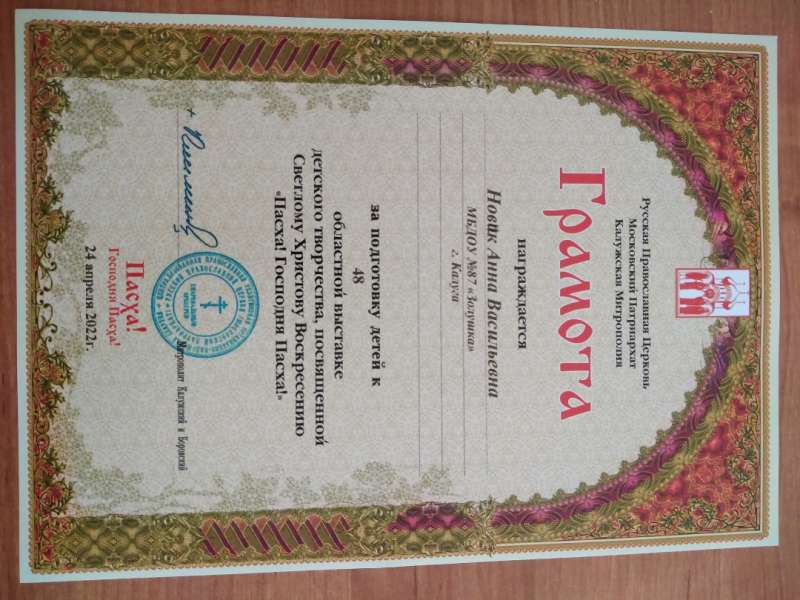 Русская Православная Церковь
Московский Патриархат
Калужская Митрополия
Грамота
награждается
Новик Анна Васильевна
МБДОУ №87 «Золушка»
г. Калуга
за подготовку детей к
48
областной выставке
детского творчества, посвященной
Светлому Христову Воскресению
«Пасха! Господня Пасха!»
Митрополит Калужский и Боровский
Пасха!
Господня Пасха!
24 апреля 2022г.